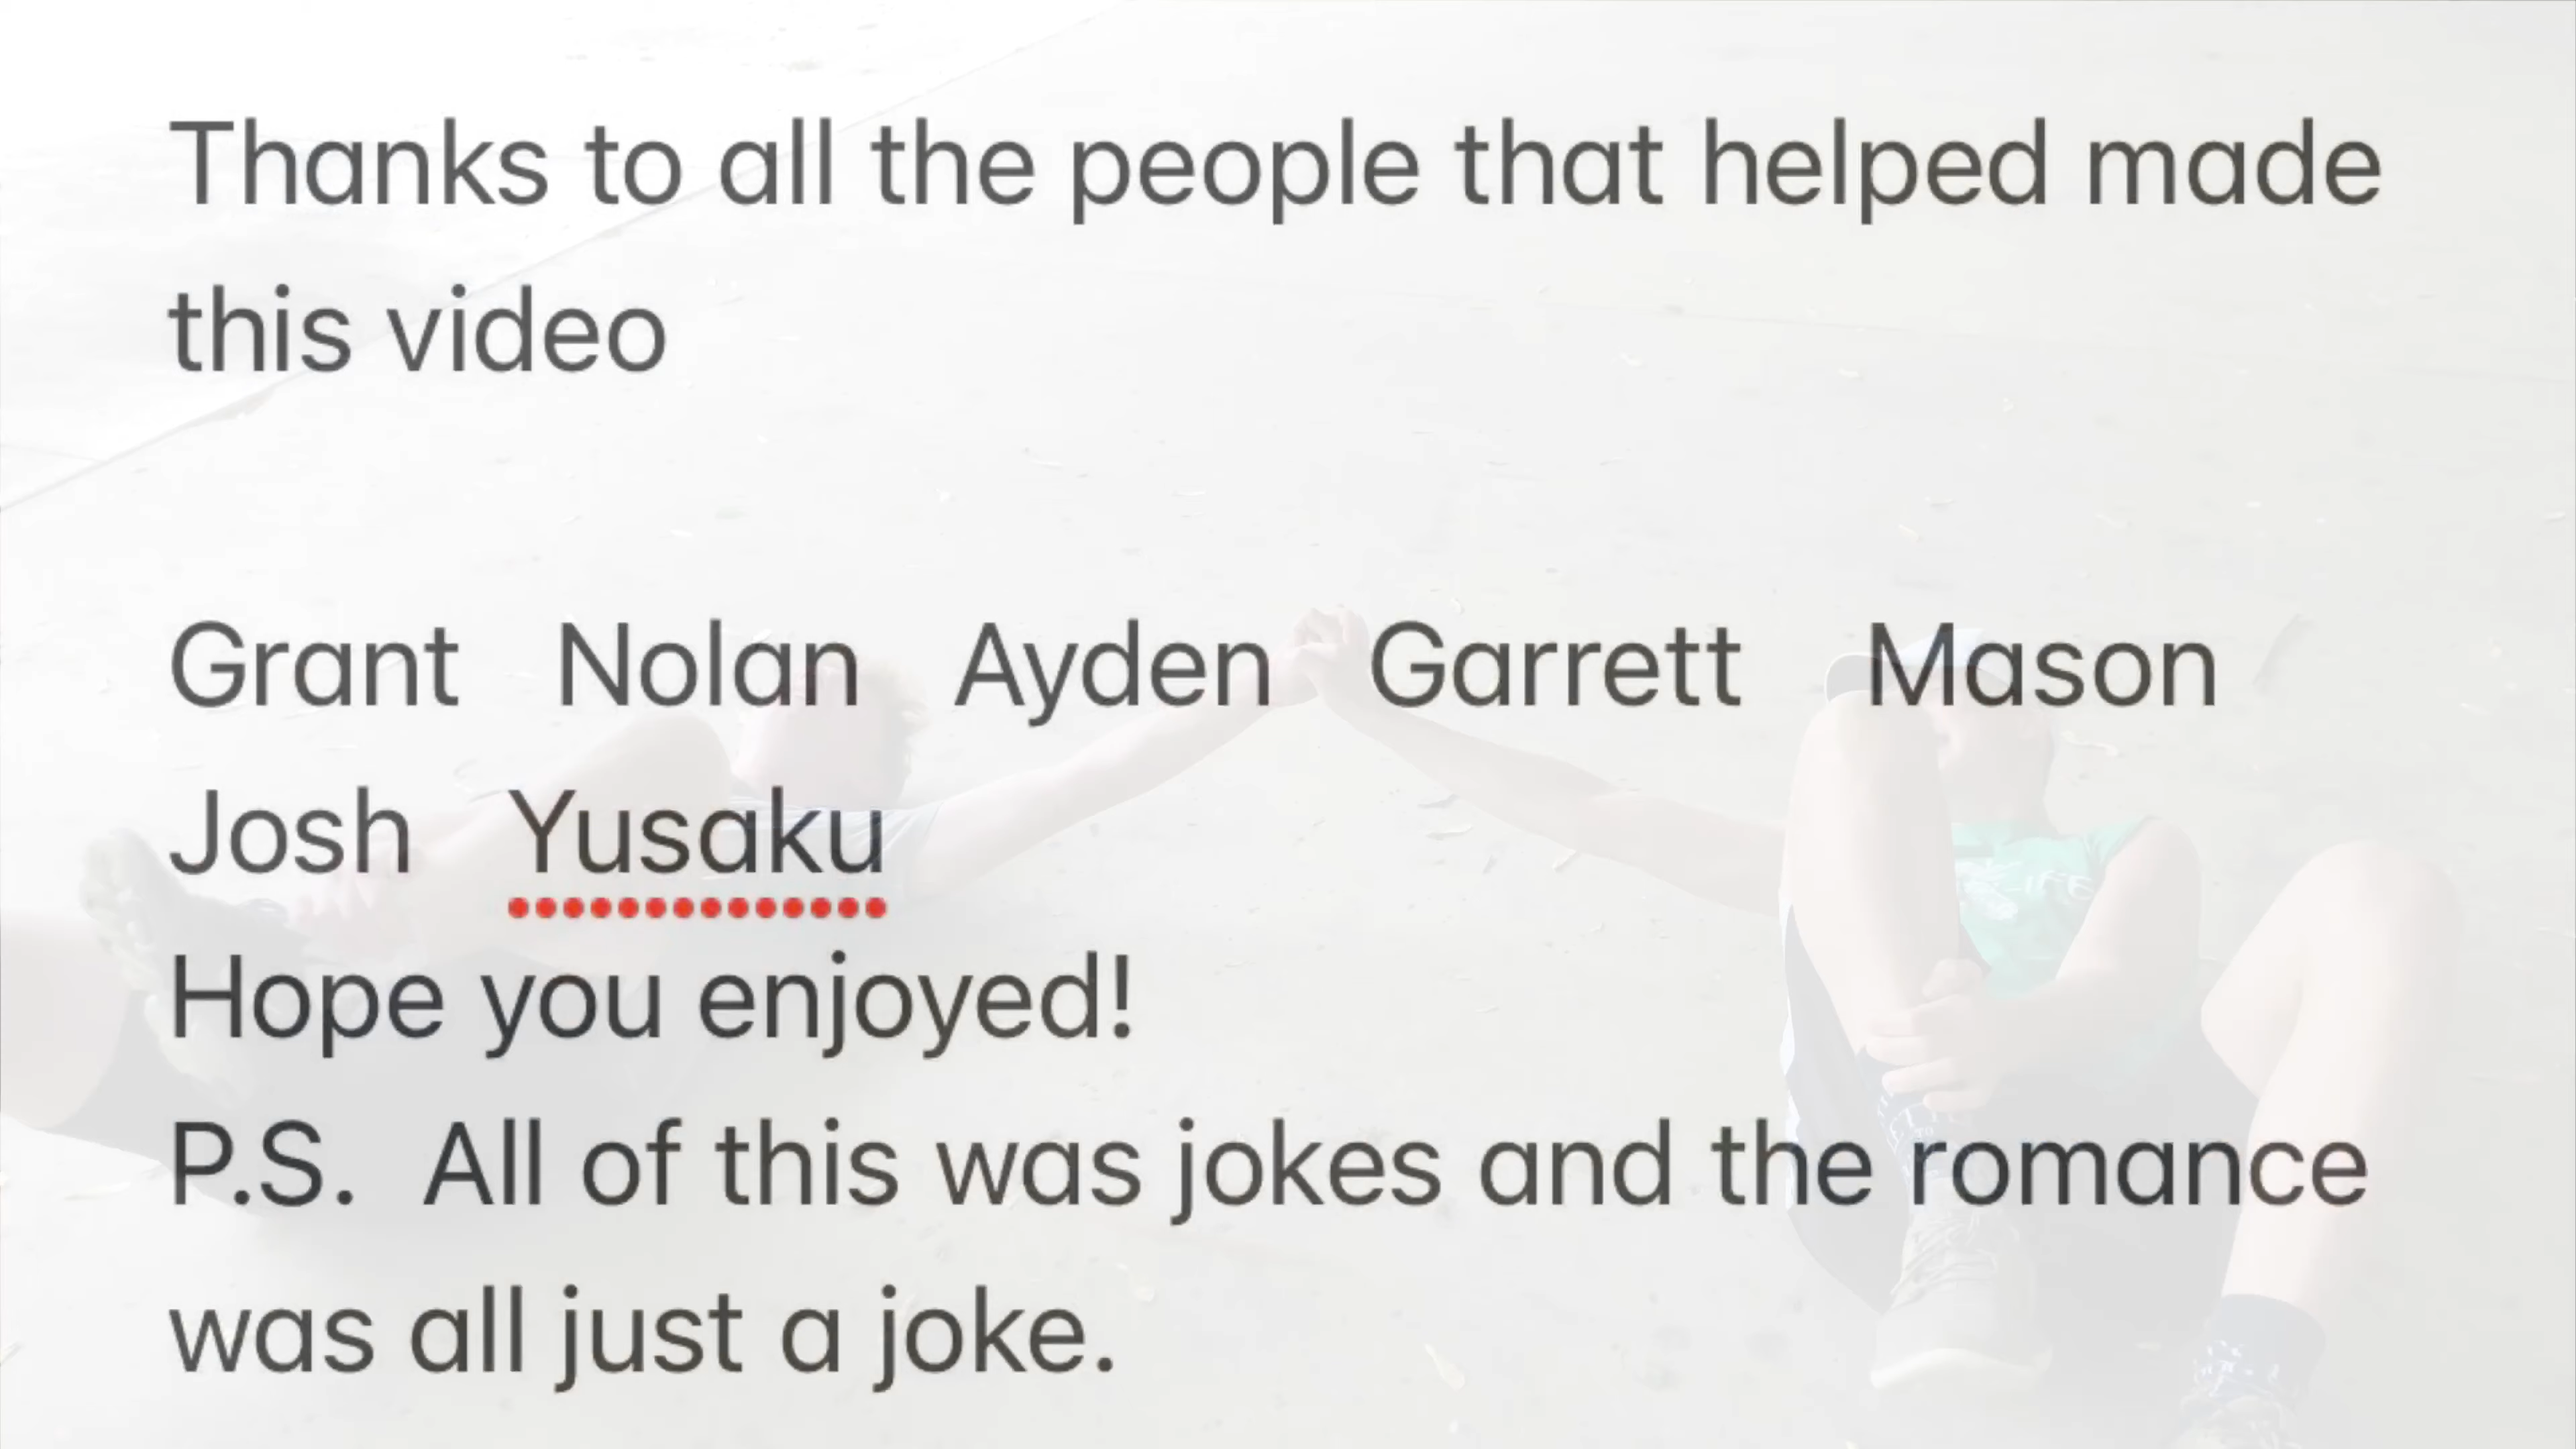 Thanks to all the people that helped made
this video
Grant Nolan Ayden Garrett Mason
Josh Yusaku
Hope you enjoyed!
P.S. All of this was jokes and the romance
was all just a joke.